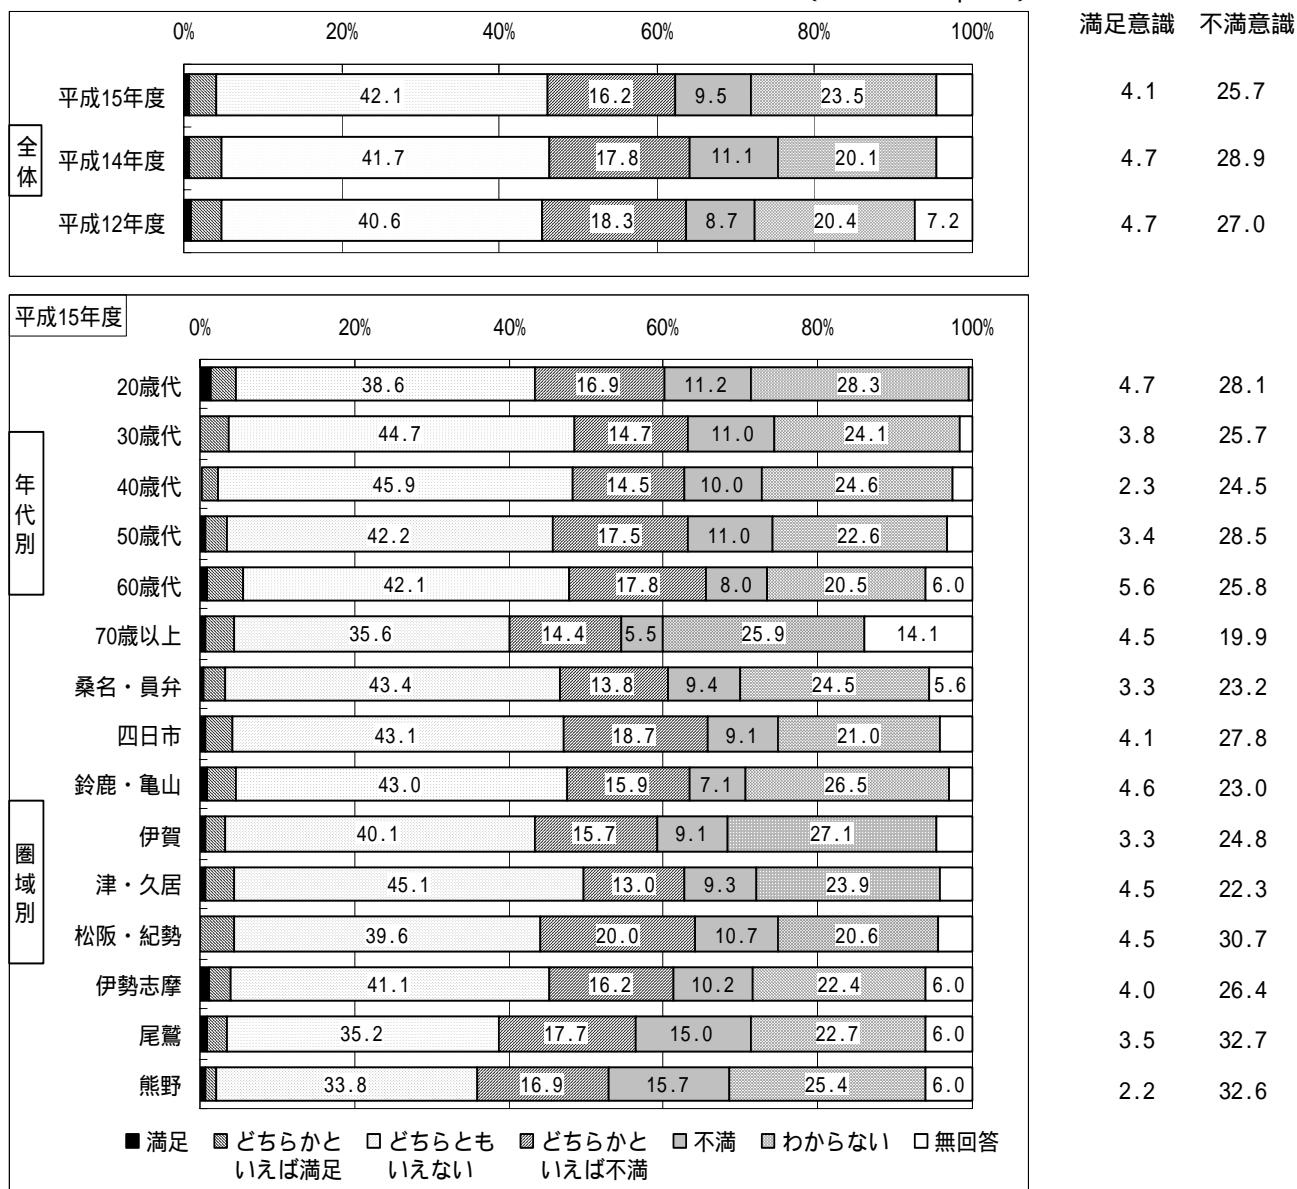 満足意識 不満意識
0% 20% 40% 60% 80% 100%
全体
平成15年度 42.1 16.2 9.5 23.5 4.1 25.7
平成14年度 41.7 17.8 11.1 20.1 4.7 28.9
平成12年度 40.6 18.3 8.7 20.4 7.2 4.7 27.0
平成15年度
0% 20% 40% 60% 80% 100%
年代別
20歳代 38.6 16.9 11.2 28.3 4.7 28.1
30歳代 44.7 14.7 11.0 24.1 3.8 25.7
40歳代 45.9 14.5 10.0 24.6 2.3 24.5
50歳代 42.2 17.5 11.0 22.6 3.4 28.5
60歳代 42.1 17.8 8.0 20.5 6.0 5.6 25.8
70歳以上 35.6 14.4 5.5 25.9 14.1 4.5 19.9
圏域別
桑名・員弁 43.4 13.8 9.4 24.5 5.6 3.3 23.2
四日市 43.1 18.7 9.1 21.0 4.1 27.8
鈴鹿・亀山 43.0 15.9 7.1 26.5 4.6 23.0
伊賀 40.1 15.7 9.1 27.1 3.3 24.8
津・久居 45.1 13.0 9.3 23.9 4.5 22.3
松阪・紀勢 39.6 20.0 10.7 20.6 4.5 30.7
伊勢志摩 41.1 16.2 10.2 22.4 6.0 4.0 26.4
尾鷲 35.2 17.7 15.0 22.7 6.0 3.5 32.7
熊野 33.8 16.9 15.7 25.4 6.0 2.2 32.6
満足 どちらかといえば満足 どちらともいえない どちらかといえば不満 不満 わからない 無回答